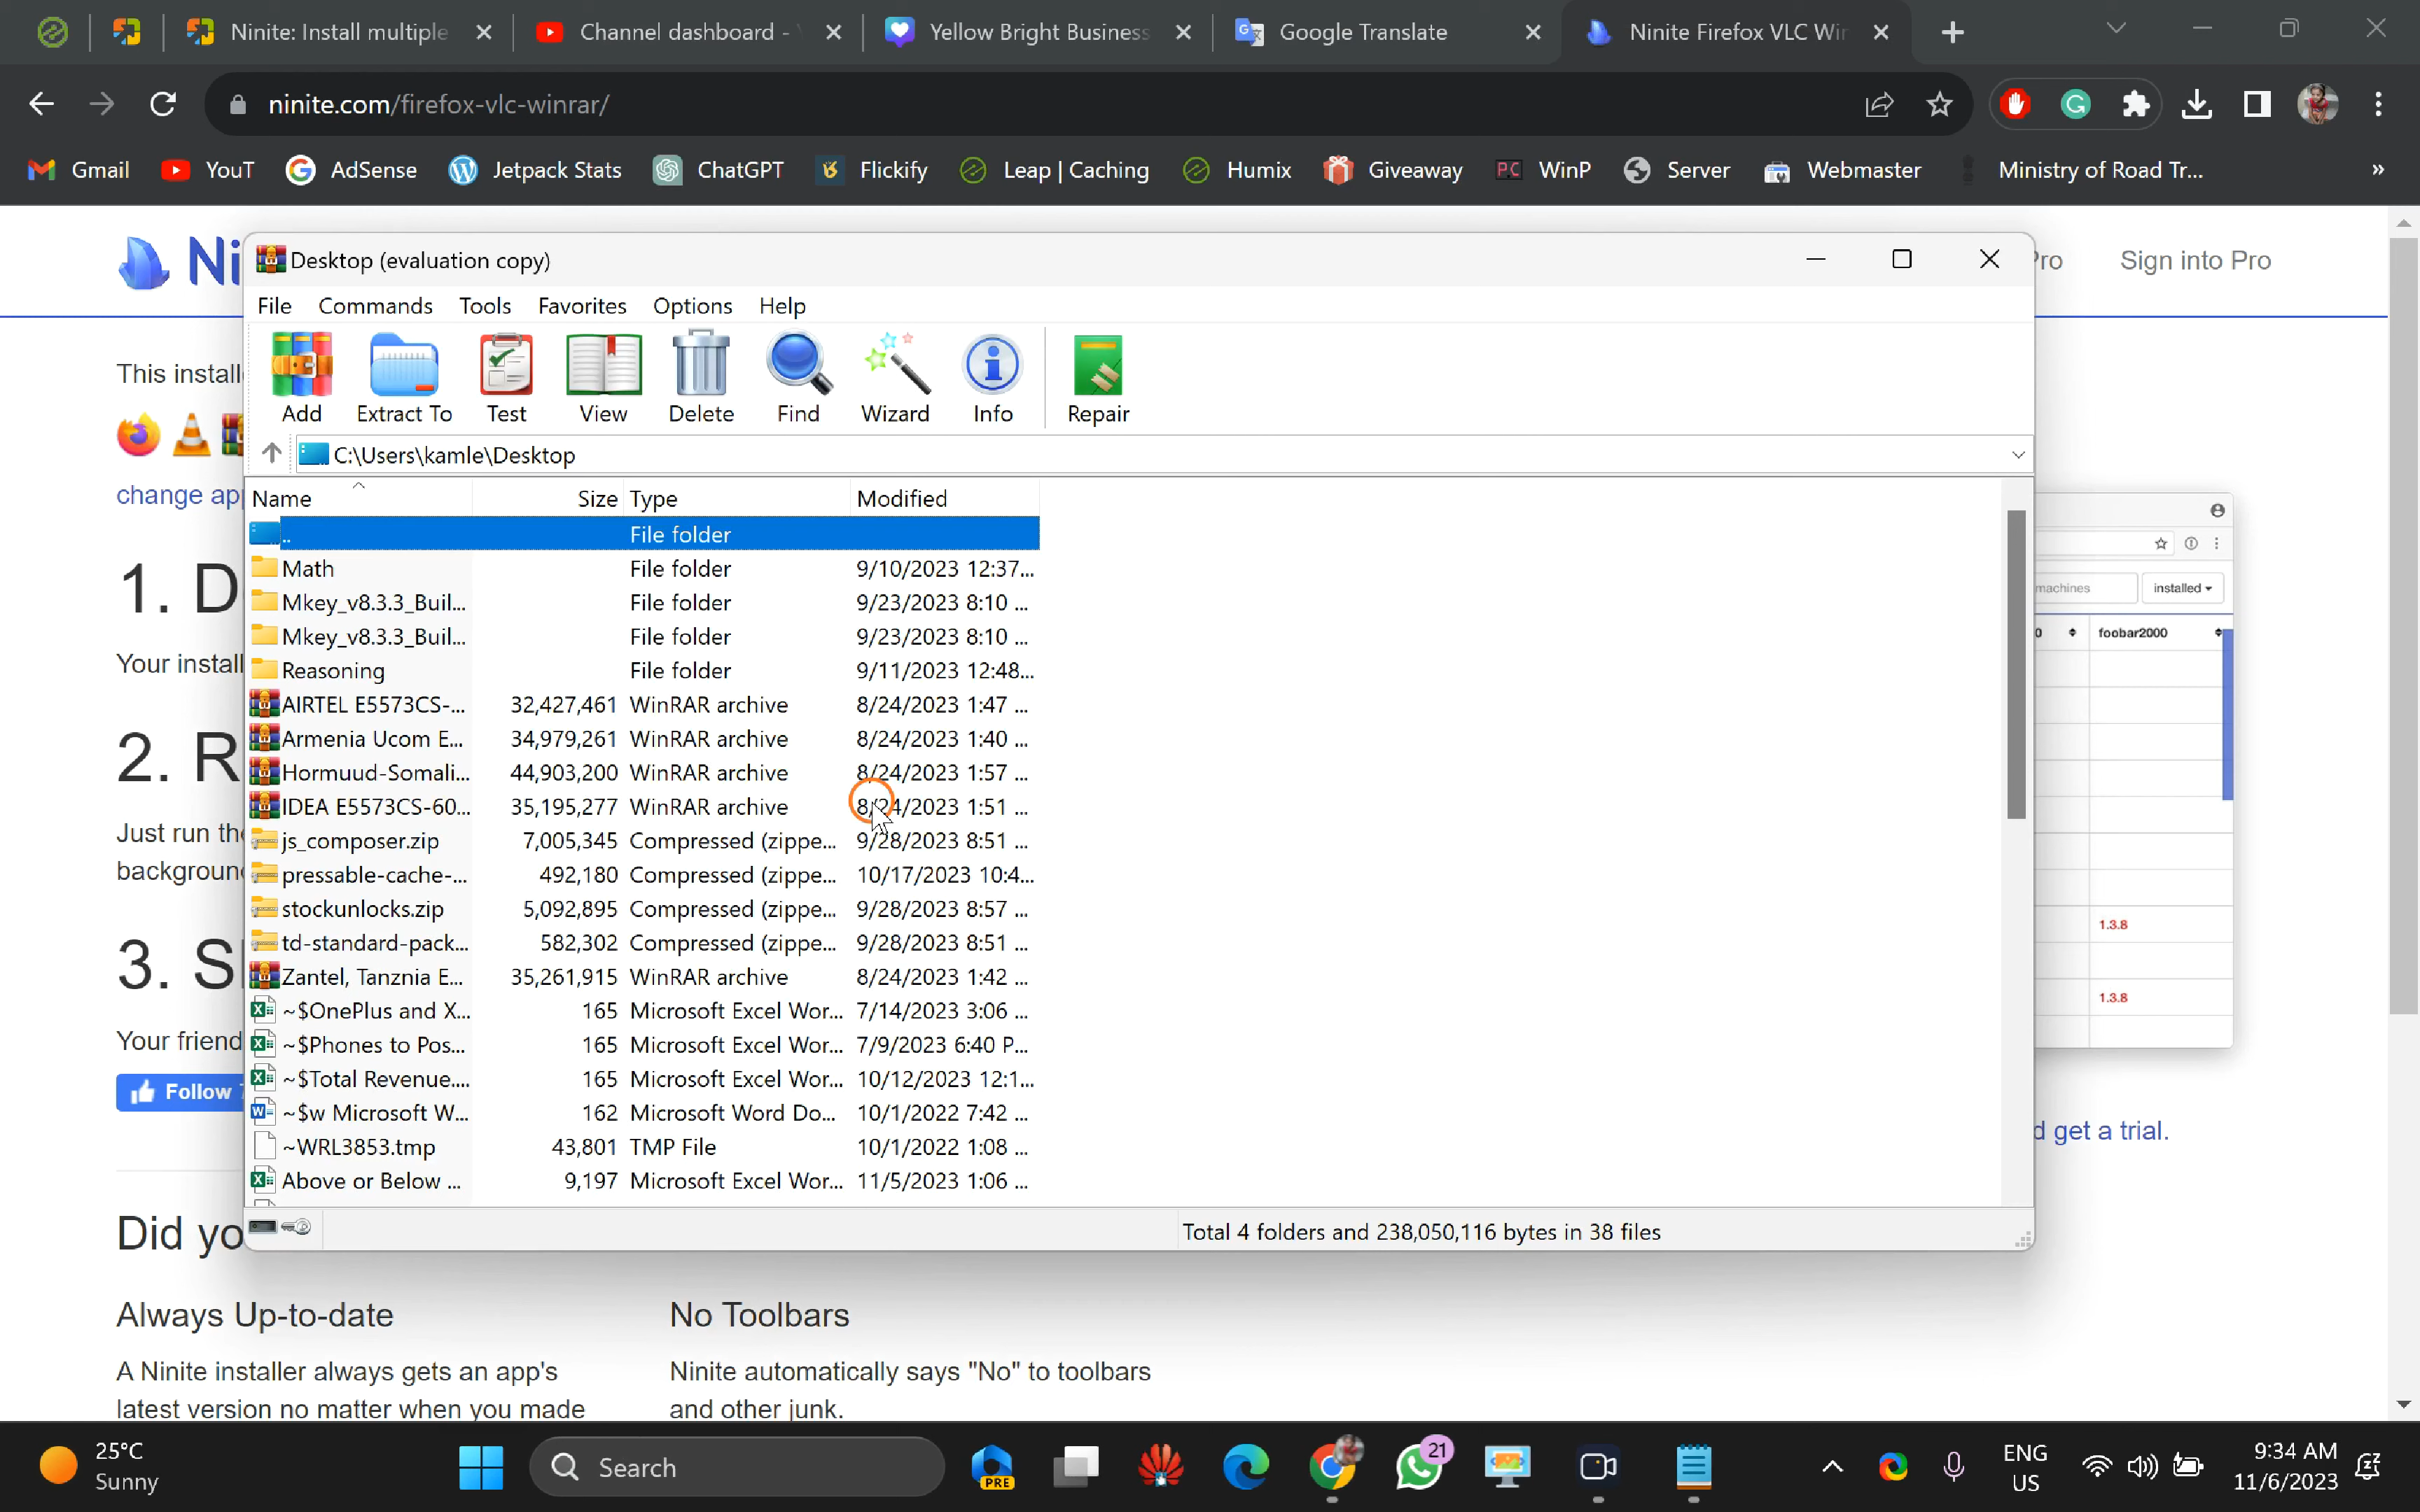 Ninite: Install multiple
Channel dashboard -
Yellow Bright Business
Google Translate
Ninite Firefox VLC Wir
ninite.com/firefox-vlc-winrar/
Gmail YouT AdSense Jetpack Stats ChatGPT Flickify Leap | Caching Humix Giveaway WinP Server Webmaster Ministry of Road Tr... »
Ni
Pro Sign into Pro
Desktop (evaluation copy)
File Commands Tools Favorites Options Help
Add Extract To Test View Delete Find Wizard Info Repair
C:\Users\kamle\Desktop
Name Size Type Modified
.. File folder
Math File folder 9/10/2023 12:37...
Mkey_v8.3.3_Buil... File folder 9/23/2023 8:10 ...
Mkey_v8.3.3_Buil... File folder 9/23/2023 8:10 ...
Reasoning File folder 9/11/2023 12:48...
AIRTEL E5573CS-... 32,427,461 WinRAR archive 8/24/2023 1:47 ...
Armenia Ucom E... 34,979,261 WinRAR archive 8/24/2023 1:40 ...
Hormuud-Somali... 44,903,200 WinRAR archive 8/24/2023 1:57 ...
IDEA E5573CS-60... 35,195,277 WinRAR archive 8/24/2023 1:51 ...
js_composer.zip 7,005,345 Compressed (zippe... 9/28/2023 8:51 ...
pressable-cache-... 492,180 Compressed (zippe... 10/17/2023 10:4...
stockunlocks.zip 5,092,895 Compressed (zippe... 9/28/2023 8:57 ...
td-standard-pack... 582,302 Compressed (zippe... 9/28/2023 8:51 ...
Zantel, Tanznia E... 35,261,915 WinRAR archive 8/24/2023 1:42 ...
~$OnePlus and X... 165 Microsoft Excel Wor... 7/14/2023 3:06 ...
~$Phones to Pos... 165 Microsoft Excel Wor... 7/9/2023 6:40 P...
~$Total Revenue.... 165 Microsoft Excel Wor... 10/12/2023 12:1...
~$w Microsoft W... 162 Microsoft Word Do... 10/1/2022 7:42 ...
~WRL3853.tmp 43,801 TMP File 10/1/2022 1:08 ...
Above or Below ... 9,197 Microsoft Excel Wor... 11/5/2023 1:06 ...
Total 4 folders and 238,050,116 bytes in 38 files
This install
change app
1. D
Your install
2. R
Just run the
background
3. S
Your friend
Follow
machines installed
0 foobar2000
1.3.8
1.3.8
d get a trial.
Did yo
Always Up-to-date
A Ninite installer always gets an app's
latest version no matter when you made
No Toolbars
Ninite automatically says "No" to toolbars
and other junk.
25°C
Sunny
Search
PRE
21
ENG
US
9:34 AM
11/6/2023